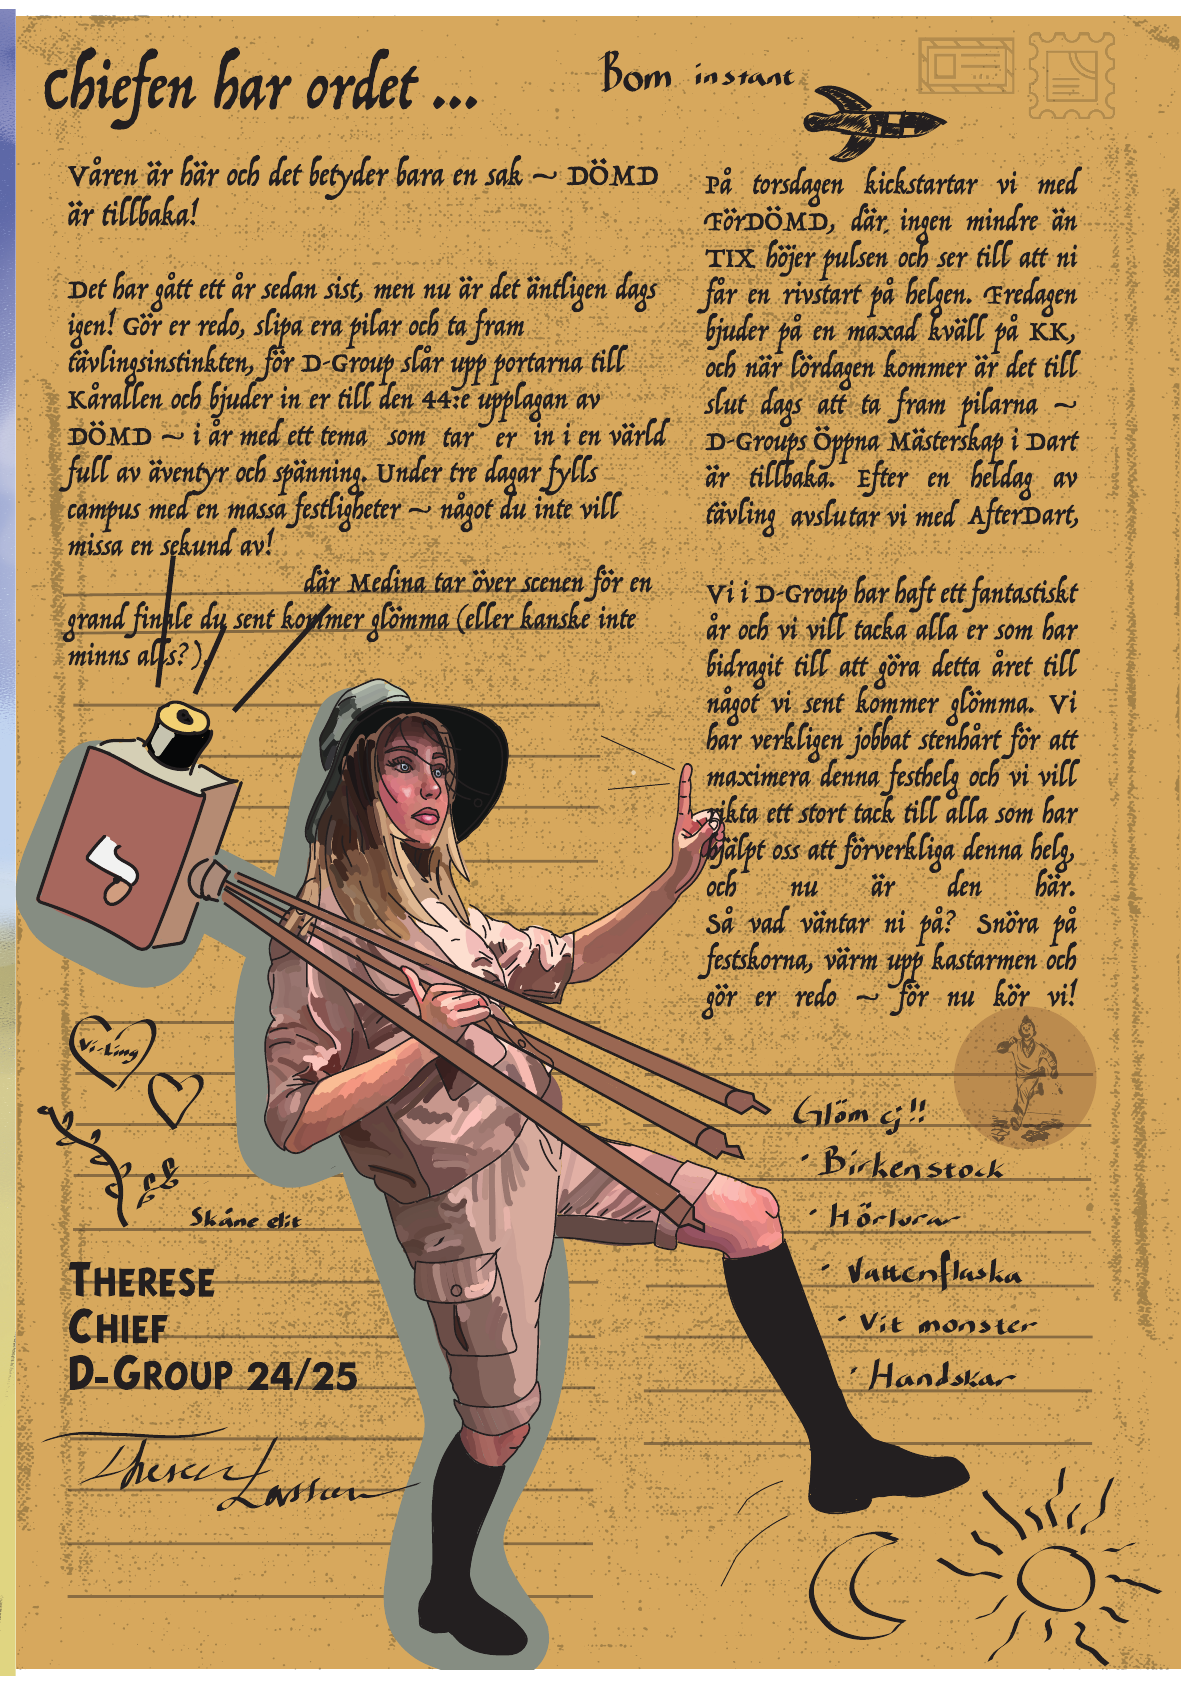 Chiefen har ordet ...
Bom instant
Våren är här och det betyder bara en sak ~ DÖMD
är tillbaka!
Det har gått ett år sedan sist, men nu är det äntligen dags
igen! Gör er redo, slipa era pilar och ta fram
tävlingsinstinkten, för D-Group slår upp portarna till
Kårallen och bjuder in er till den 44:e upplagan av
DÖMD ~ i år med ett tema som tar er in i en värld
full av äventyr och spänning. Under tre dagar fylls
campus med en massa festligheter ~ något du inte vill
missa en sekund av!
På torsdagen kickstartar vi med
FörDÖMD, där ingen mindre än
TIX höjer pulsen och ser till att ni
får en rivstart på helgen. Fredagen
bjuder på en maxad kväll på KK,
och när lördagen kommer är det till
slut dags att ta fram pilarna ~
D-Groups Öppna Mästerskap i Dart
är tillbaka. Efter en heldag av
tävling avslutar vi med AfterDart,
där Medina tar över scenen för en
grand finale du sent kommer glömma (eller kanske inte
minns alls?).
Vi i D-Group har haft ett fantastiskt
år och vi vill tacka alla er som har
bidragit till att göra detta året till
något vi sent kommer glömma. Vi
har verkligen jobbat stenhårt för att
maximera denna festhelg och vi vill
rikta ett stort tack till alla som har
hjälpt oss att förverkliga denna helg,
och nu är den här.
Så vad väntar ni på? Snöra på
festskorna, värm upp kastarmen och
gör er redo ~ för nu kör vi!
Vi-Ling
Skåne elit
THERESE
CHIEF
D-GROUP 24/25
Therese Lassen
Glöm ej!!
· Birkenstock
· Hörlurar
· Vattenflaska
· Vit monster
· Handskar